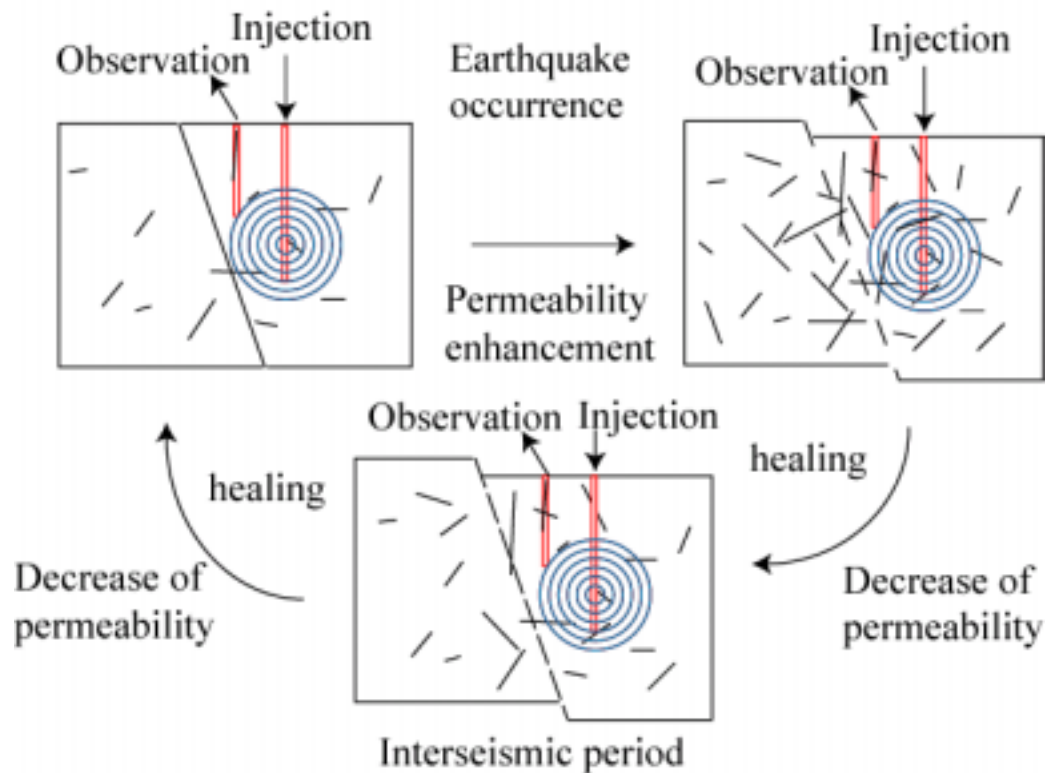 Injection
Observation
Earthquake
occurrence
Injection
Observation
Permeability
enhancement
Observation
Injection
healing
healing
Decrease of
permeability
Decrease of
permeability
Interseismic period